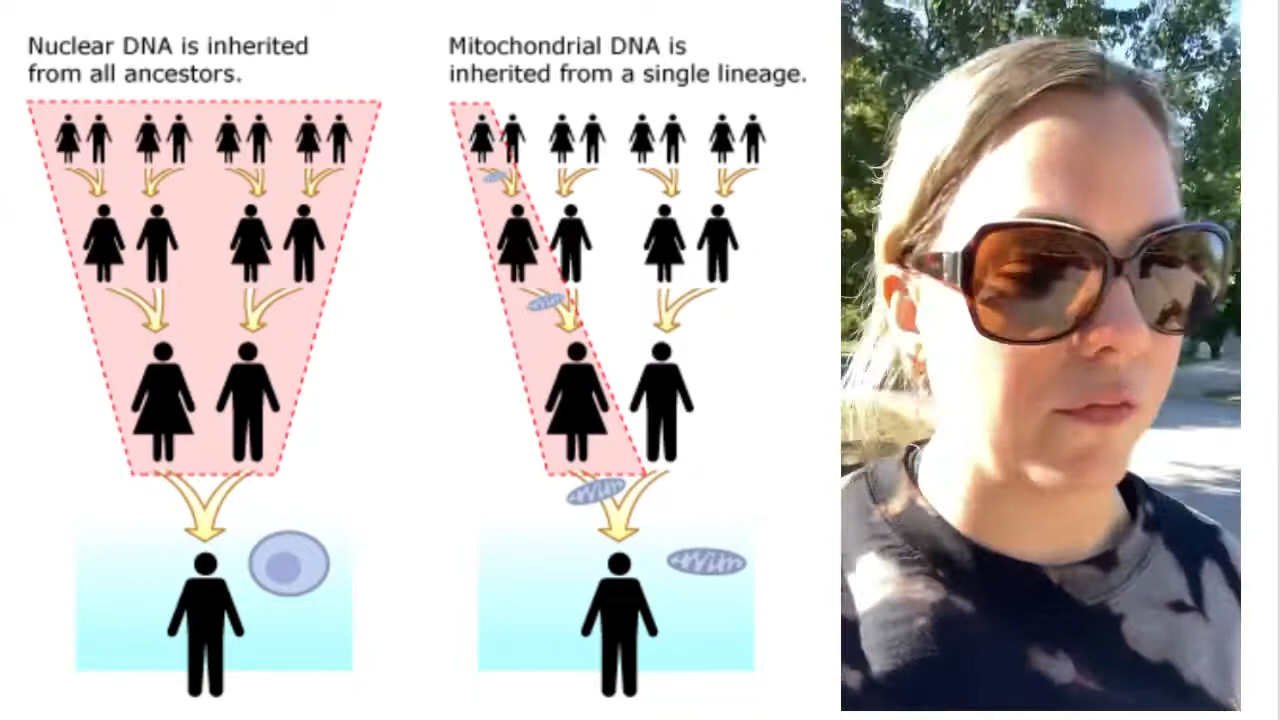 Nuclear DNA is inherited
from all ancestors.
Mitochondrial DNA is
inherited from a single lineage.